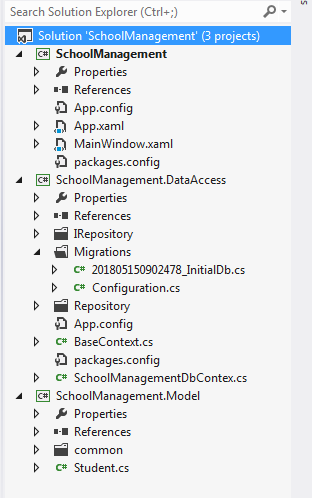 Search Solution Explorer (Ctrl+;)
Solution 'SchoolManagement' (3 projects)
C# SchoolManagement
Properties
References
App.config
App.xaml
MainWindow.xaml
packages.config
C# SchoolManagement.DataAccess
Properties
References
IRepository
Migrations
C# 201805150902478_InitialDb.cs
C# Configuration.cs
Repository
App.config
C# BaseContext.cs
packages.config
C# SchoolManagementDbContex.cs
C# SchoolManagement.Model
Properties
References
common
C# Student.cs